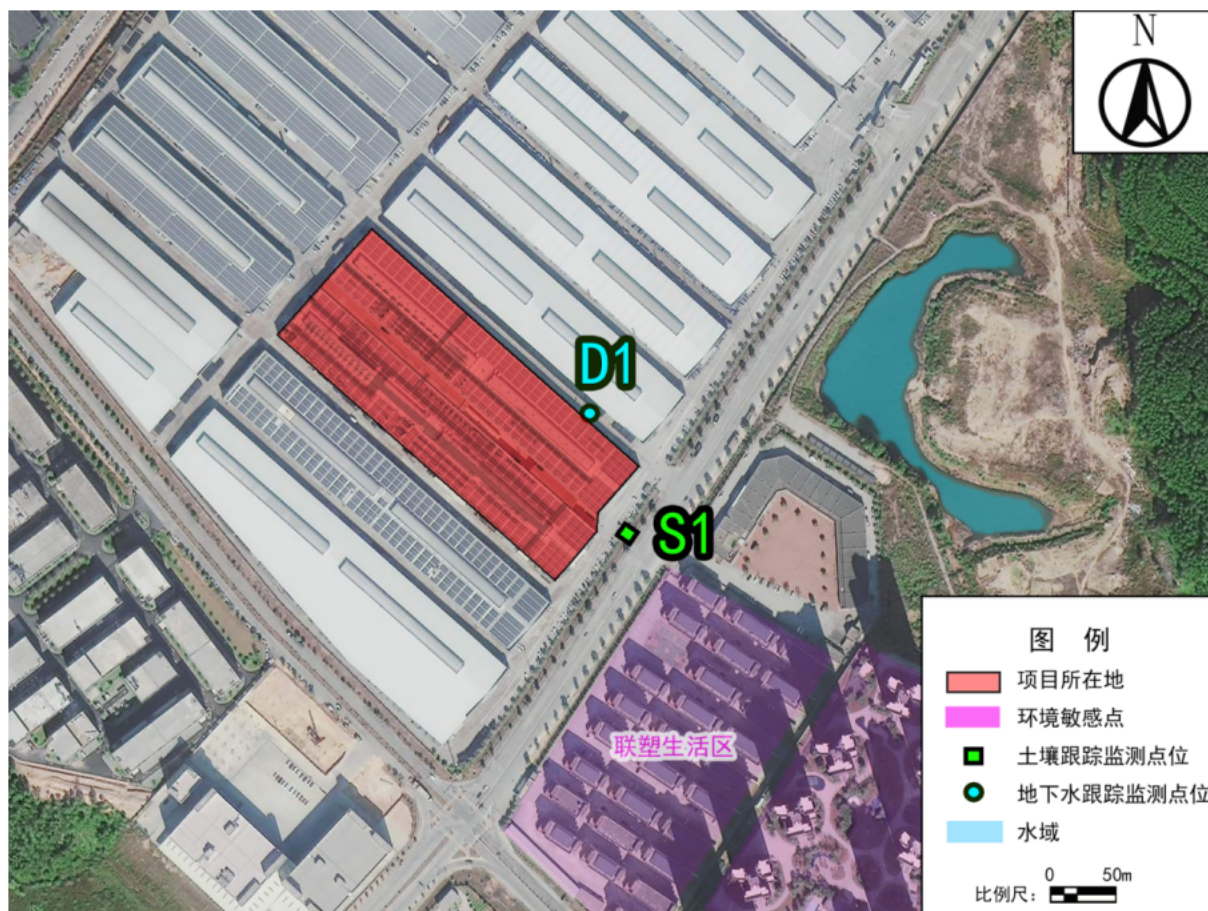 N
D1
S1
联塑生活区
图 例
项目所在地
环境敏感点
土壤跟踪监测点位
地下水跟踪监测点位
水域
0 50m
比例尺：